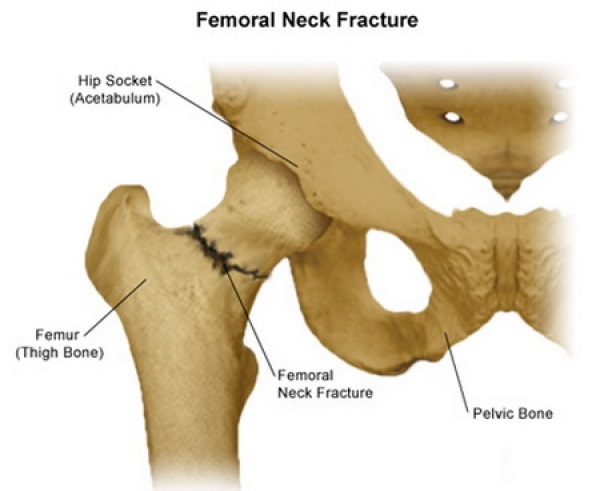 Femoral Neck Fracture
Hip Socket
(Acetabulum)
Femur
(Thigh Bone)
Femoral
Neck Fracture
Pelvic Bone